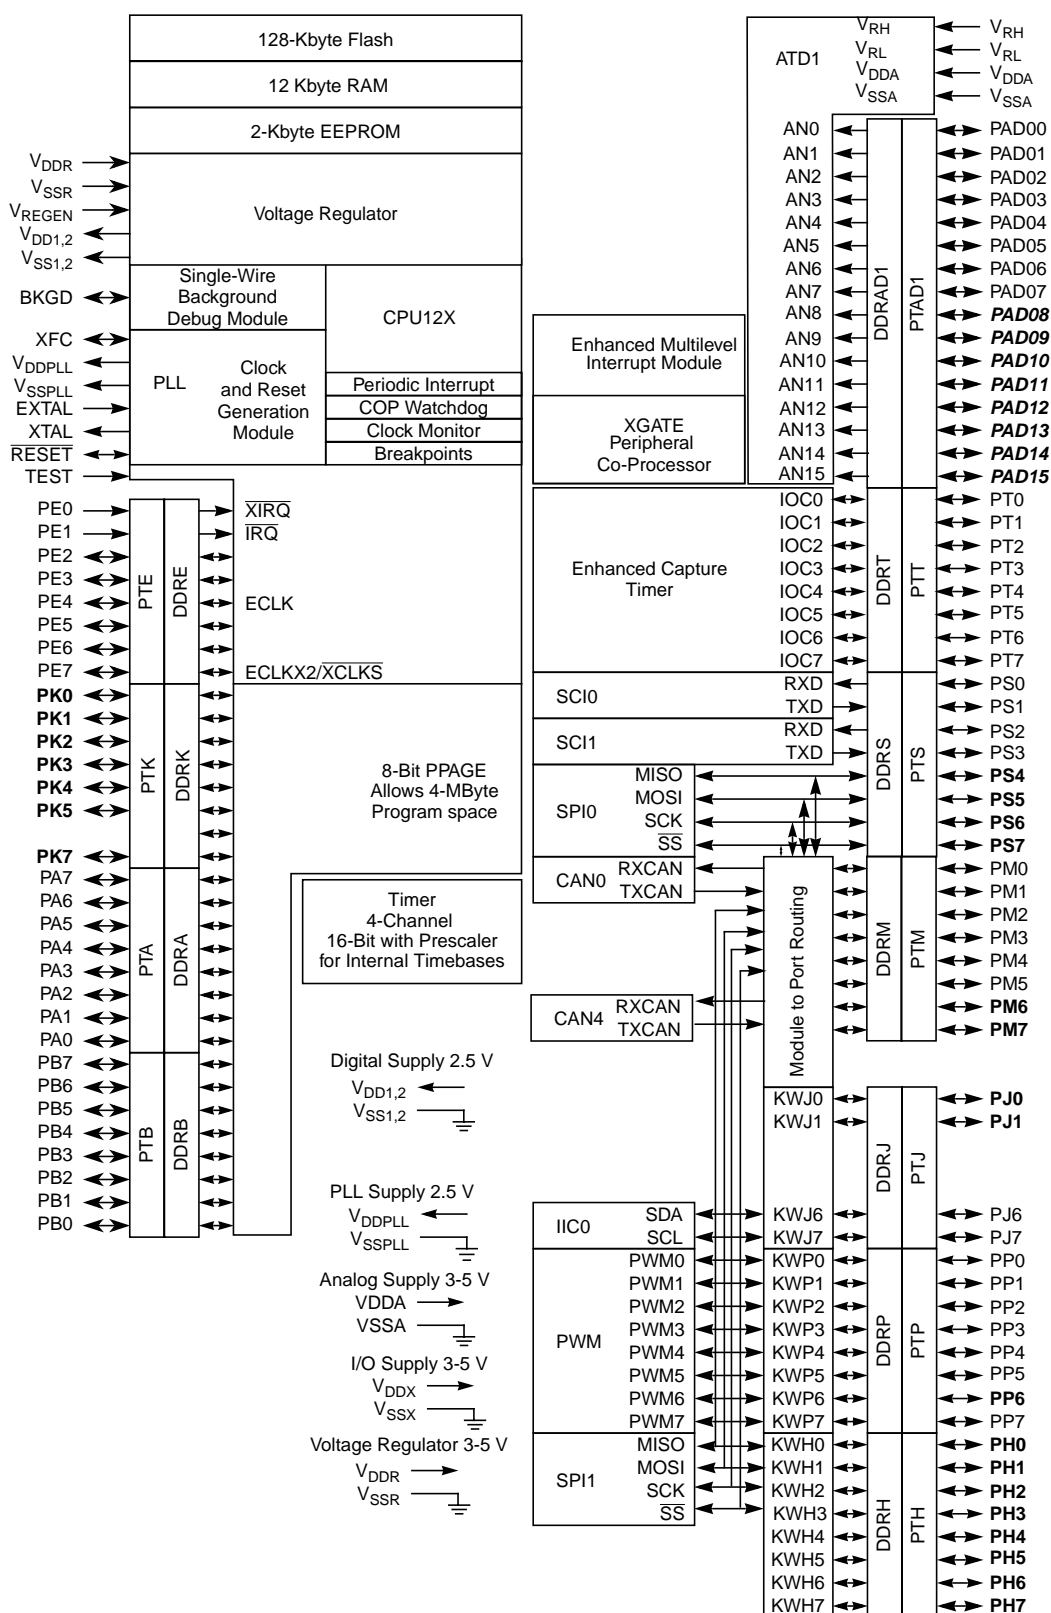 128-Kbyte Flash
12 Kbyte RAM
2-Kbyte EEPROM
VDDR
VSSR
VREGEN
VDD1,2
VSS1,2
Voltage Regulator
BKGD
Single-Wire
Background
Debug Module
CPU12X
XFC
VDDPLL
VSSPLL
EXTAL
XTAL
RESET
TEST
PLL
Clock
and Reset
Generation
Module
Periodic Interrupt
COP Watchdog
Clock Monitor
Breakpoints
PE0
PE1
PE2
PE3
PE4
PE5
PE6
PE7
PTE
DDRE
XIRQ
IRQ
ECLK
ECLKX2/XCLKS
PK0
PK1
PK2
PK3
PK4
PK5
PK7
PTK
DDRK
8-Bit PPAGE
Allows 4-MByte
Program space
PA7
PA6
PA5
PA4
PA3
PA2
PA1
PA0
PTA
DDRA
Timer
4-Channel
16-Bit with Prescaler
for Internal Timebases
PB7
PB6
PB5
PB4
PB3
PB2
PB1
PB0
PTB
DDRB
Digital Supply 2.5 V
VDD1,2
VSS1,2
PLL Supply 2.5 V
VDDPLL
VSSPLL
Analog Supply 3-5 V
VDDA
VSSA
I/O Supply 3-5 V
VDDX
VSSX
Voltage Regulator 3-5 V
VDDR
VSSR
Enhanced Multilevel
Interrupt Module
XGATE
Peripheral
Co-Processor
ATD1
VRH
VRL
VDDA
VSSA
VRH
VRL
VDDA
VSSA
AN0
AN1
AN2
AN3
AN4
AN5
AN6
AN7
AN8
AN9
AN10
AN11
AN12
AN13
AN14
AN15
DDRAD1
PTAD1
PAD00
PAD01
PAD02
PAD03
PAD04
PAD05
PAD06
PAD07
PAD08
PAD09
PAD10
PAD11
PAD12
PAD13
PAD14
PAD15
Enhanced Capture
Timer
IOC0
IOC1
IOC2
IOC3
IOC4
IOC5
IOC6
IOC7
DDRT
PTT
PT0
PT1
PT2
PT3
PT4
PT5
PT6
PT7
SCI0
RXD
TXD
SCI1
RXD
TXD
SPI0
MISO
MOSI
SCK
SS
DDRS
PTS
PS0
PS1
PS2
PS3
PS4
PS5
PS6
PS7
CAN0
RXCAN
TXCAN
CAN4
RXCAN
TXCAN
Module to Port Routing
DDRM
PTM
PM0
PM1
PM2
PM3
PM4
PM5
PM6
PM7
KWJ0
KWJ1
KWJ6
KWJ7
DDRJ
PTJ
PJ0
PJ1
PJ6
PJ7
IIC0
SDA
SCL
PWM
PWM0
PWM1
PWM2
PWM3
PWM4
PWM5
PWM6
PWM7
KWP0
KWP1
KWP2
KWP3
KWP4
KWP5
KWP6
KWP7
DDRP
PTP
PP0
PP1
PP2
PP3
PP4
PP5
PP6
PP7
SPI1
MISO
MOSI
SCK
SS
KWH0
KWH1
KWH2
KWH3
KWH4
KWH5
KWH6
KWH7
DDRH
PTH
PH0
PH1
PH2
PH3
PH4
PH5
PH6
PH7